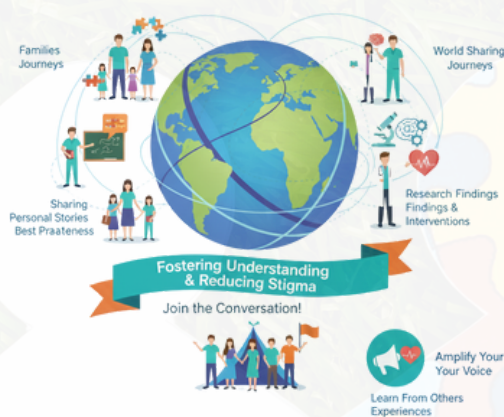 Families
Journeys
World Sharing
Journeys
Sharing
Personal Stories
Best Praateness
Research Findings
Findings &
Interventions
Fostering Understanding
& Reducing Stigma
Join the Conversation!
Amplify Your
Your Voice
Learn From Others
Experiences